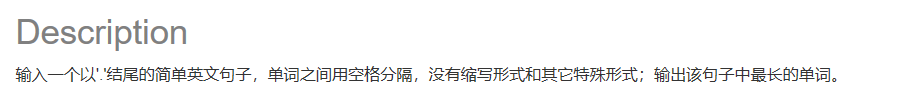 Description
输入一个以'.'结尾的简单英文句子，单词之间用空格分隔，没有缩写形式和其它特殊形式；输出该句子中最长的单词。